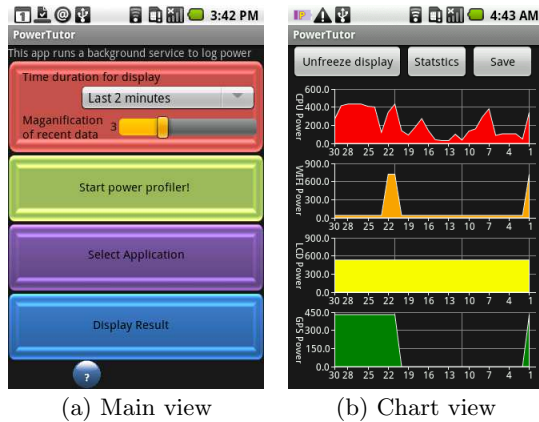 3:42 PM
PowerTutor
This app runs a background service to log power
Time duration for display
Last 2 minutes
Maganification
of recent data
3
Start power profiler!
Select Application
Display Result
?
(a) Main view
4:43 AM
PowerTutor
Unfreeze display
Statstics
Save
CPU Power
600.0
400.0
200.0
0.0
30 28 25 22 19 16 13 10 7 4 1
WIFI Power
900.0
600.0
300.0
0.0
30 28 25 22 19 16 13 10 7 4 1
LCD Power
900.0
600.0
300.0
0.0
30 28 25 22 19 16 13 10 7 4 1
GPS Power
450.0
300.0
150.0
0.0
30 28 25 22 19 16 13 10 7 4 1
(b) Chart view